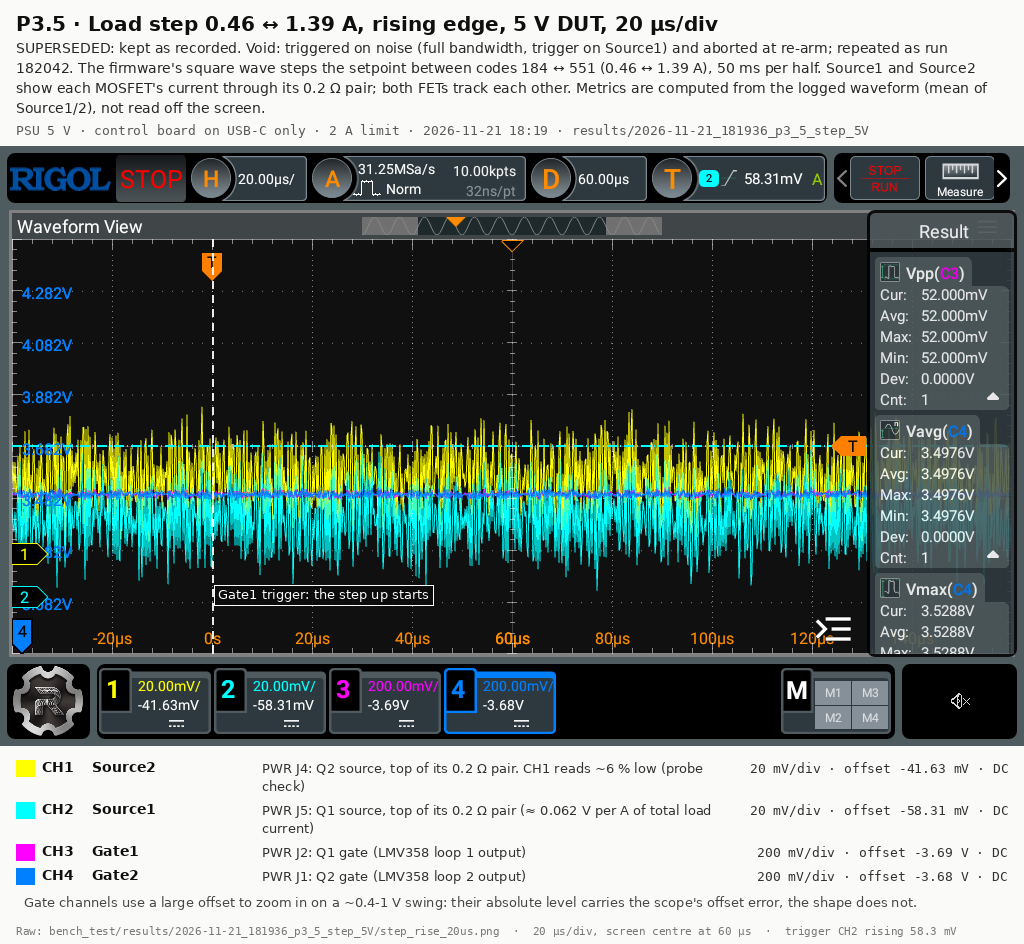 P3.5 · Load step 0.46 ↔ 1.39 A, rising edge, 5 V DUT, 20 µs/div
SUPERSEDED: kept as recorded. Void: triggered on noise (full bandwidth, trigger on Source1) and aborted at re-arm; repeated as run
182042. The firmware's square wave steps the setpoint between codes 184 ↔ 551 (0.46 ↔ 1.39 A), 50 ms per half. Source1 and Source2
show each MOSFET's current through its 0.2 Ω pair; both FETs track each other. Metrics are computed from the logged waveform (mean of
Source1/2), not read off the screen.
PSU 5 V · control board on USB-C only · 2 A limit · 2026-11-21 18:19 · results/2026-11-21_181936_p3_5_step_5V
RIGOL STOP H 20.00µs/ A 31.25MSa/s 10.00kpts Norm 32ns/pt D 60.00µs T 2 58.31mV A STOP RUN Measure
Waveform View
Result
T
4.282V
4.082V
3.882V
T
1
2
4
Gate1 trigger: the step up starts
-20µs 0s 20µs 40µs 60µs 80µs 100µs 120µs
Vpp(C3)
Cur: 52.000mV
Avg: 52.000mV
Max: 52.000mV
Min: 52.000mV
Dev: 0.0000V
Cnt: 1
Vavg(C4)
Cur: 3.4976V
Avg: 3.4976V
Max: 3.4976V
Min: 3.4976V
Dev: 0.0000V
Cnt: 1
Vmax(C4)
Cur: 3.5288V
Avg: 3.5288V
Max: 3.5288V
1 20.00mV/ -41.63mV
2 20.00mV/ -58.31mV
3 200.00mV/ -3.69V
4 200.00mV/ -3.68V
M M1 M3 M2 M4
CH1 Source2 PWR J4: Q2 source, top of its 0.2 Ω pair. CH1 reads ~6 % low (probe 20 mV/div · offset -41.63 mV · DC
check)
CH2 Source1 PWR J5: Q1 source, top of its 0.2 Ω pair (≈ 0.062 V per A of total load 20 mV/div · offset -58.31 mV · DC
current)
CH3 Gate1 PWR J2: Q1 gate (LMV358 loop 1 output) 200 mV/div · offset -3.69 V · DC
CH4 Gate2 PWR J1: Q2 gate (LMV358 loop 2 output) 200 mV/div · offset -3.68 V · DC
Gate channels use a large offset to zoom in on a ~0.4-1 V swing: their absolute level carries the scope's offset error, the shape does not.
Raw: bench_test/results/2026-11-21_181936_p3_5_step_5V/step_rise_20us.png · 20 µs/div, screen centre at 60 µs · trigger CH2 rising 58.3 mV